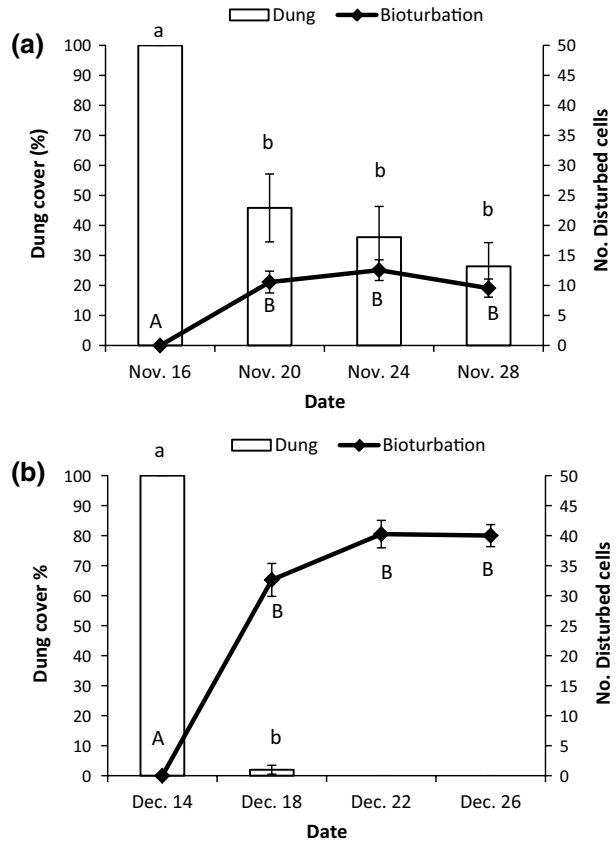 Dung Bioturbation
(a)
a
100 50
90 45
80 40
70 35
b b b
60 30
50 25
40 20
30 15
20 10
A B B B
10 5
0 0
Dung cover (%)
No. Disturbed cells
Nov. 16 Nov. 20 Nov. 24 Nov. 28
Date
Dung Bioturbation
(b)
a
100 50
90 45
80 40
70 35
B B
60 30
B
50 25
40 20
30 15
20 10
A b
10 5
0 0
Dung cover %
No. Disturbed cells
Dec. 14 Dec. 18 Dec. 22 Dec. 26
Date